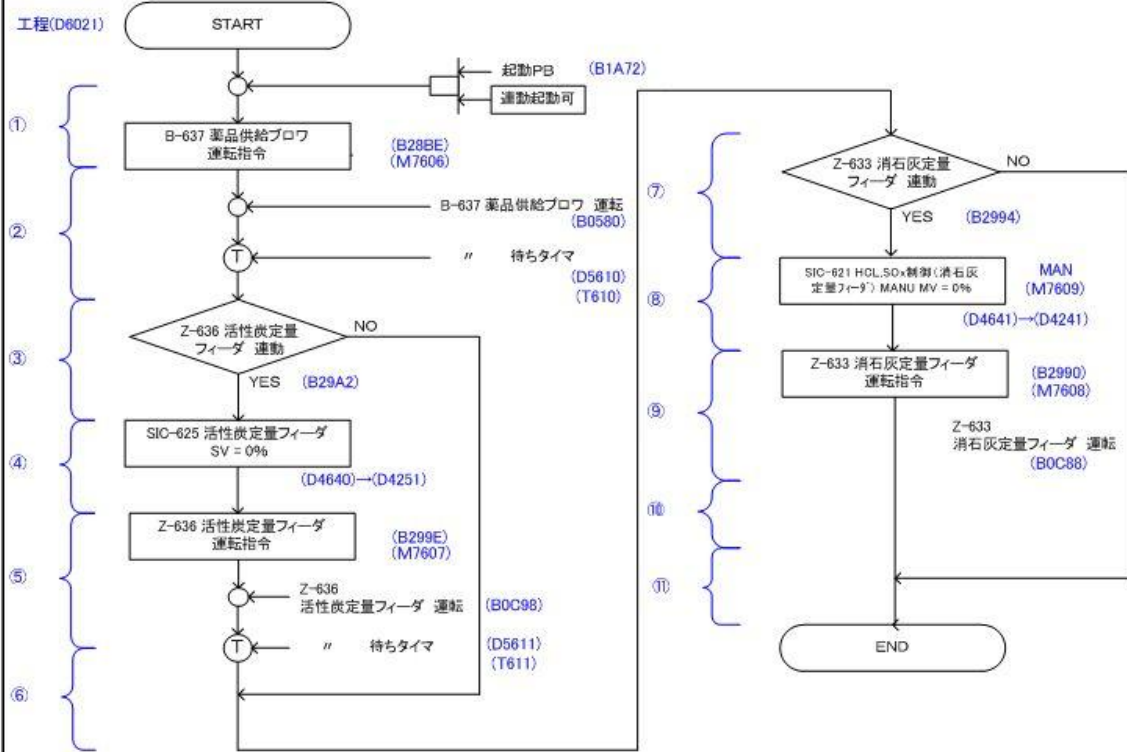 工程(D6021)
START
起動PB (B1A72)
連動起動可
①
B-637 薬品供給ブロワ
運転指令
(B28BE)
(M7606)
②
B-637 薬品供給ブロワ 運転
(B0580)
T
〃 待ちタイマ
(D5610)
(T610)
③
Z-636 活性炭定量
フィーダ 連動
NO
YES (B29A2)
④
SIC-625 活性炭定量フィーダ
SV = 0%
(D4640)→(D4251)
⑤
Z-636 活性炭定量フィーダ
運転指令
(B299E)
(M7607)
Z-636
活性炭定量フィーダ 運転 (B0C98)
T
〃 待ちタイマ
(D5611)
(T611)
⑥
⑦
Z-633 消石灰定量
フィーダ 連動
NO
YES (B2994)
⑧
SIC-621 HCL,SOx制御(消石灰
定量フィーダ) MANU MV = 0%
MAN
(M7609)
(D4641)→(D4241)
⑨
Z-633 消石灰定量フィーダ
運転指令
(B2990)
(M7608)
Z-633
消石灰定量フィーダ 運転
(B0C88)
⑩
⑪
END